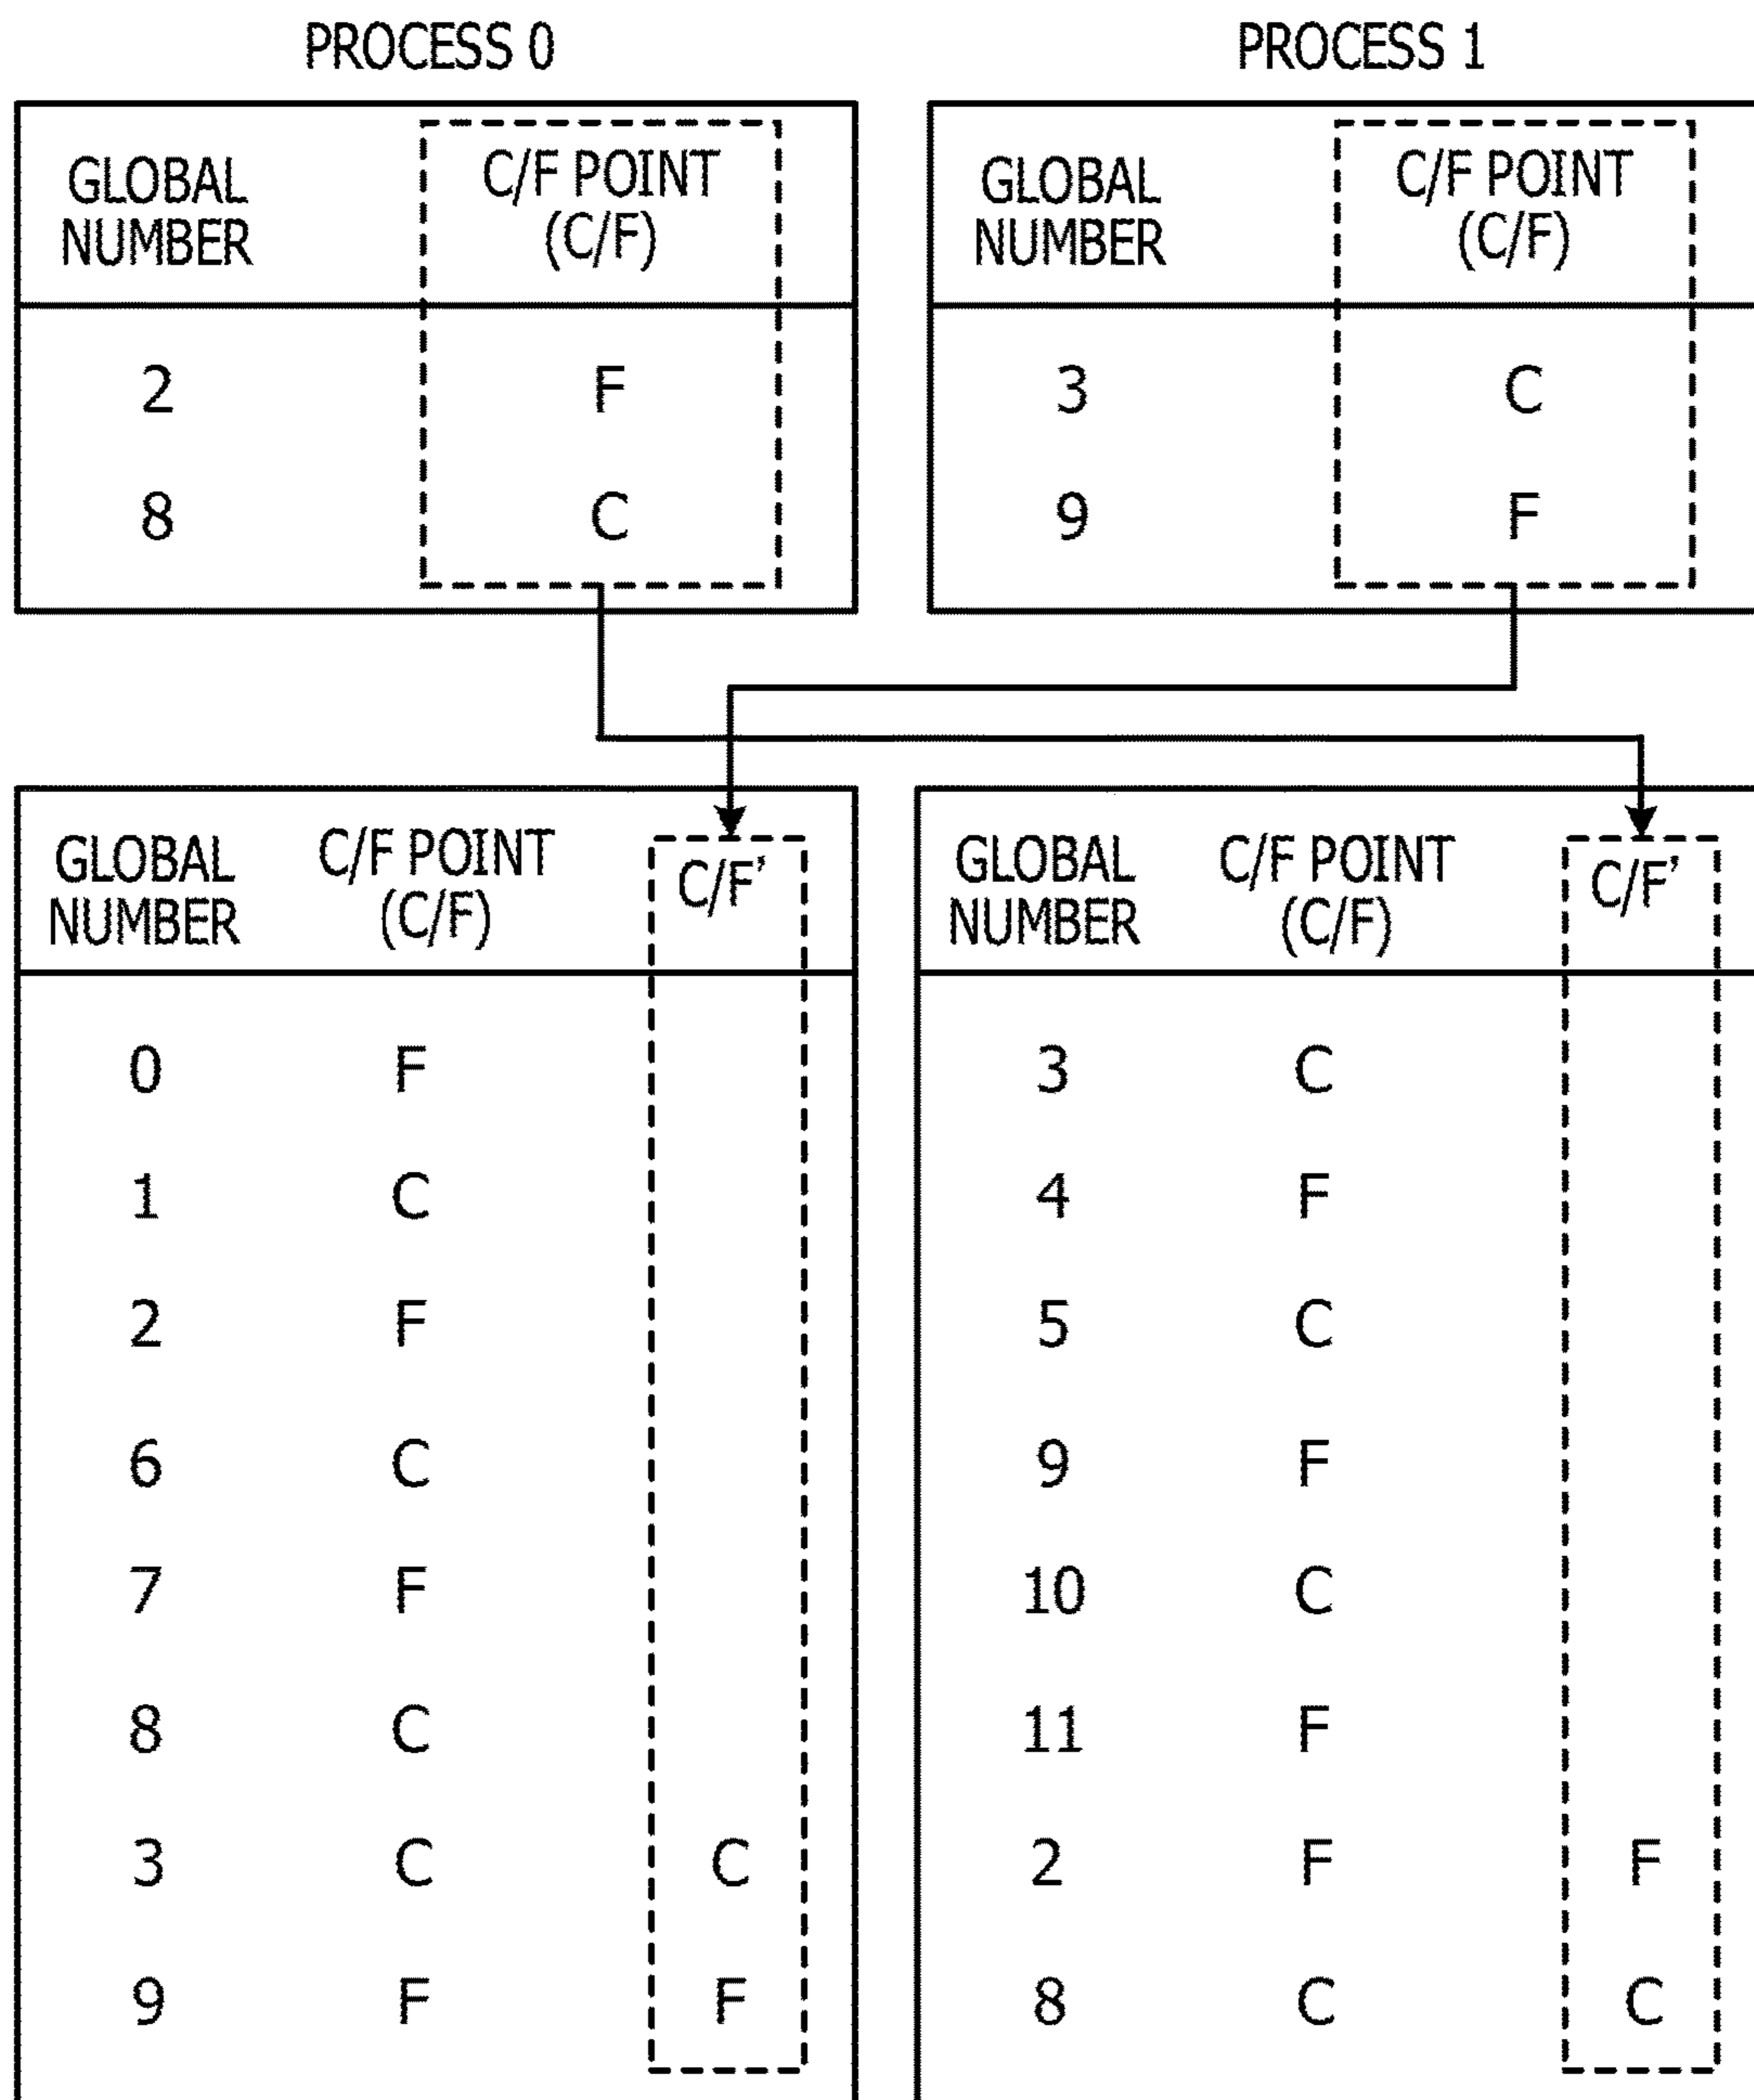 PROCESS 0
GLOBAL NUMBER C/F POINT (C/F)
2 F
8 C
PROCESS 1
GLOBAL NUMBER C/F POINT (C/F)
3 C
9 F
GLOBAL NUMBER C/F POINT (C/F) C/F’
0 F
1 C
2 F
6 C
7 F
8 C
3 C C
9 F F
GLOBAL NUMBER C/F POINT (C/F) C/F’
3 C
4 F
5 C
9 F
10 C
11 F
2 F F
8 C C